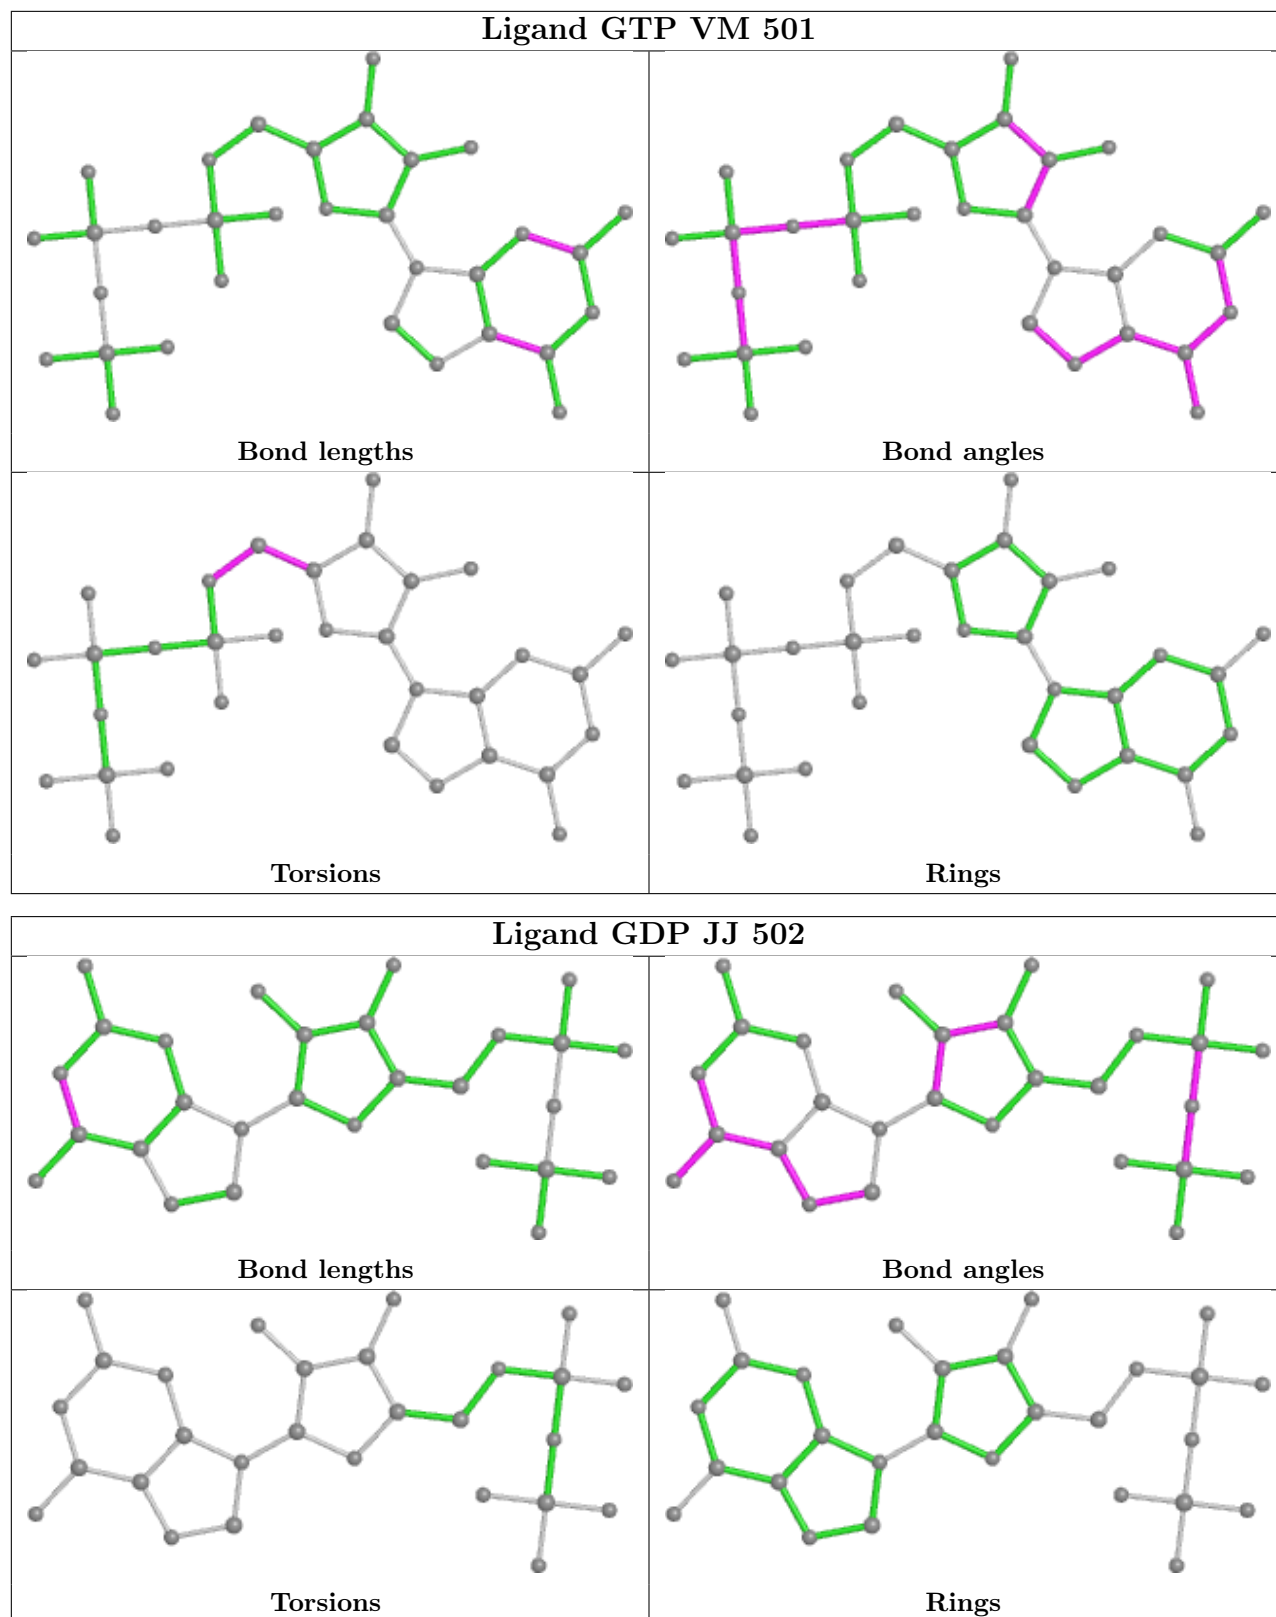 Ligand GTP VM 501
Bond lengths
Bond angles
Torsions
Rings
Ligand GDP JJ 502
Bond lengths
Bond angles
Torsions
Rings